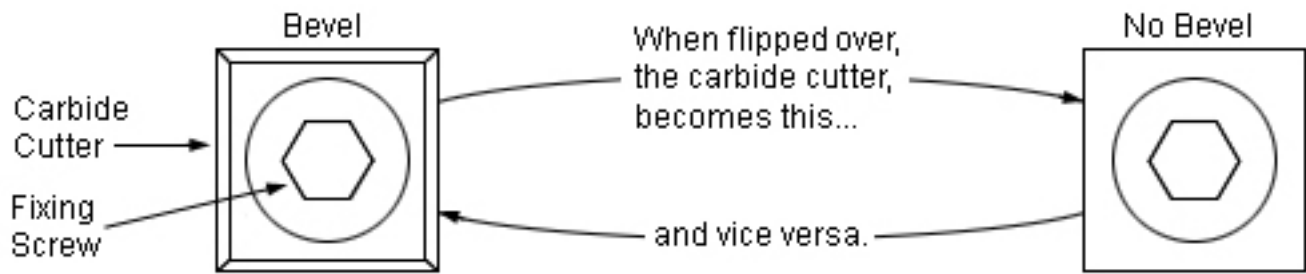 Bevel
No Bevel
When flipped over,
the carbide cutter,
becomes this...
Carbide
Cutter
Fixing
Screw
and vice versa.